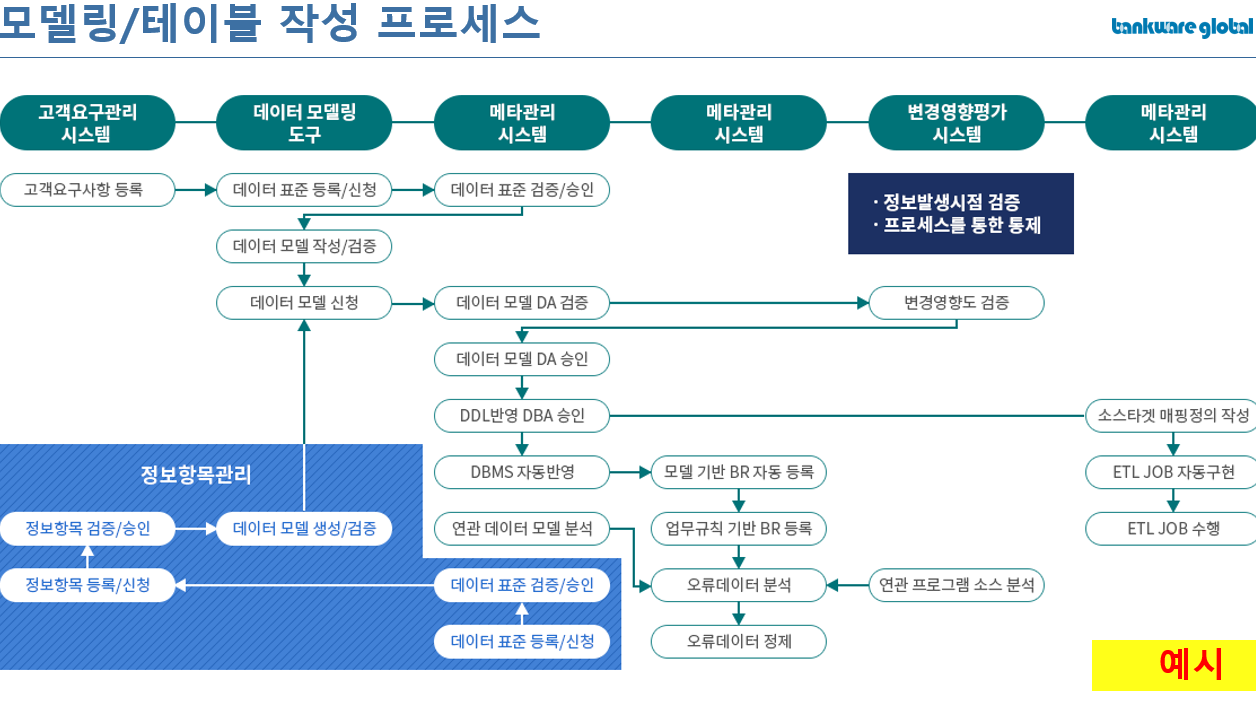 모델링/테이블 작성 프로세스
bankware global
고객요구관리
시스템
데이터 모델링
도구
메타관리
시스템
메타관리
시스템
변경영향평가
시스템
메타관리
시스템
고객요구사항 등록
데이터 표준 등록/신청
데이터 표준 검증/승인
· 정보발생시점 검증
· 프로세스를 통한 통제
데이터 모델 작성/검증
데이터 모델 신청
데이터 모델 DA 검증
변경영향도 검증
데이터 모델 DA 승인
DDL반영 DBA 승인
소스타겟 매핑정의 작성
정보항목관리
DBMS 자동반영
모델 기반 BR 자동 등록
ETL JOB 자동구현
정보항목 검증/승인
데이터 모델 생성/검증
연관 데이터 모델 분석
업무규칙 기반 BR 등록
ETL JOB 수행
정보항목 등록/신청
데이터 표준 검증/승인
오류데이터 분석
연관 프로그램 소스 분석
데이터 표준 등록/신청
오류데이터 정제
예시